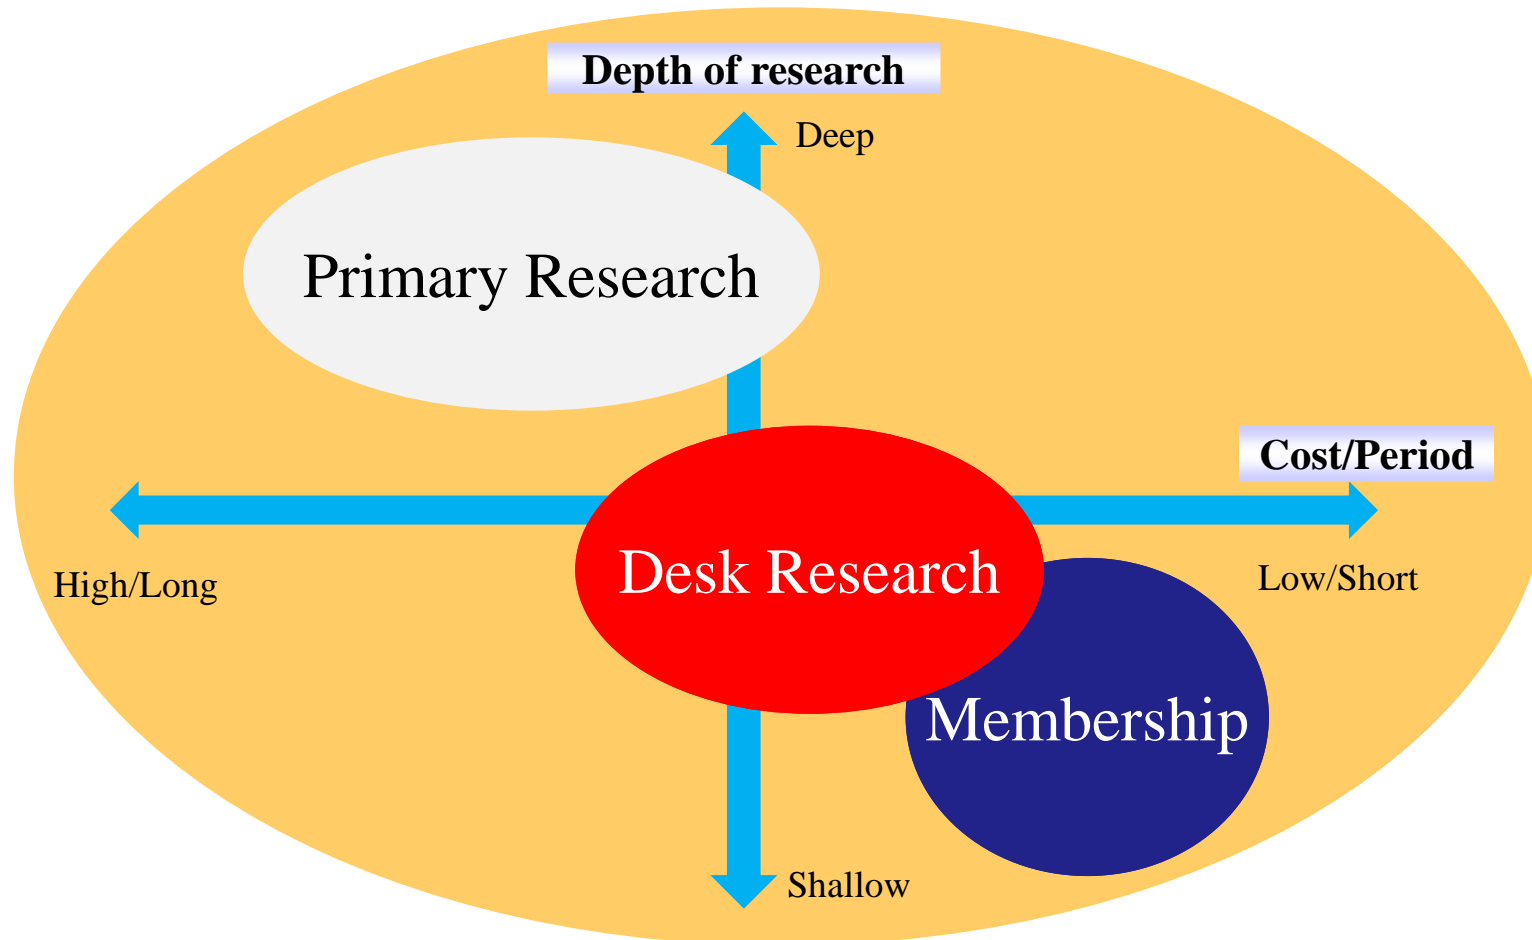 Depth of research
Deep
Primary Research
Cost/Period
Desk Research
High/Long
Low/Short
Membership
Shallow